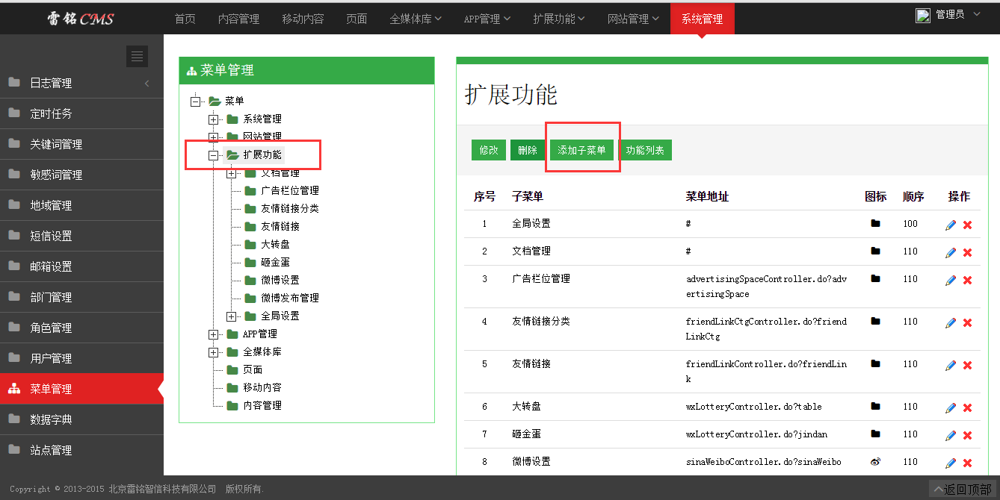 雷铭CMS
首页 内容管理 移动内容 页面 全媒体库 APP管理 扩展功能 网站管理 系统管理 管理员
日志管理
定时任务
关键词管理
敏感词管理
地域管理
短信设置
邮箱设置
部门管理
角色管理
用户管理
菜单管理
数据字典
站点管理
菜单管理
菜单
系统管理
网站管理
扩展功能
文档管理
广告栏位管理
友情链接分类
友情链接
大转盘
砸金蛋
微博设置
微博发布管理
全局设置
APP管理
全媒体库
页面
移动内容
内容管理
扩展功能
修改 删除 添加子菜单 功能列表
序号 子菜单 菜单地址 图标 顺序 操作
1 全局设置 # 100
2 文档管理 # 110
3 广告栏位管理 advertisingSpaceController.do?adv 110
ertisingSpace
4 友情链接分类 friendLinkCtgController.do?friend 110
LinkCtg
5 友情链接 friendLinkController.do?friendLin 110
k
6 大转盘 wxLotteryController.do?table 110
7 砸金蛋 wxLotteryController.do?jindan 110
8 微博设置 sinaWeiboController.do?sinaWeibo 110
Copyright © 2013-2015 北京雷铭智信科技有限公司 版权所有.
返回顶部